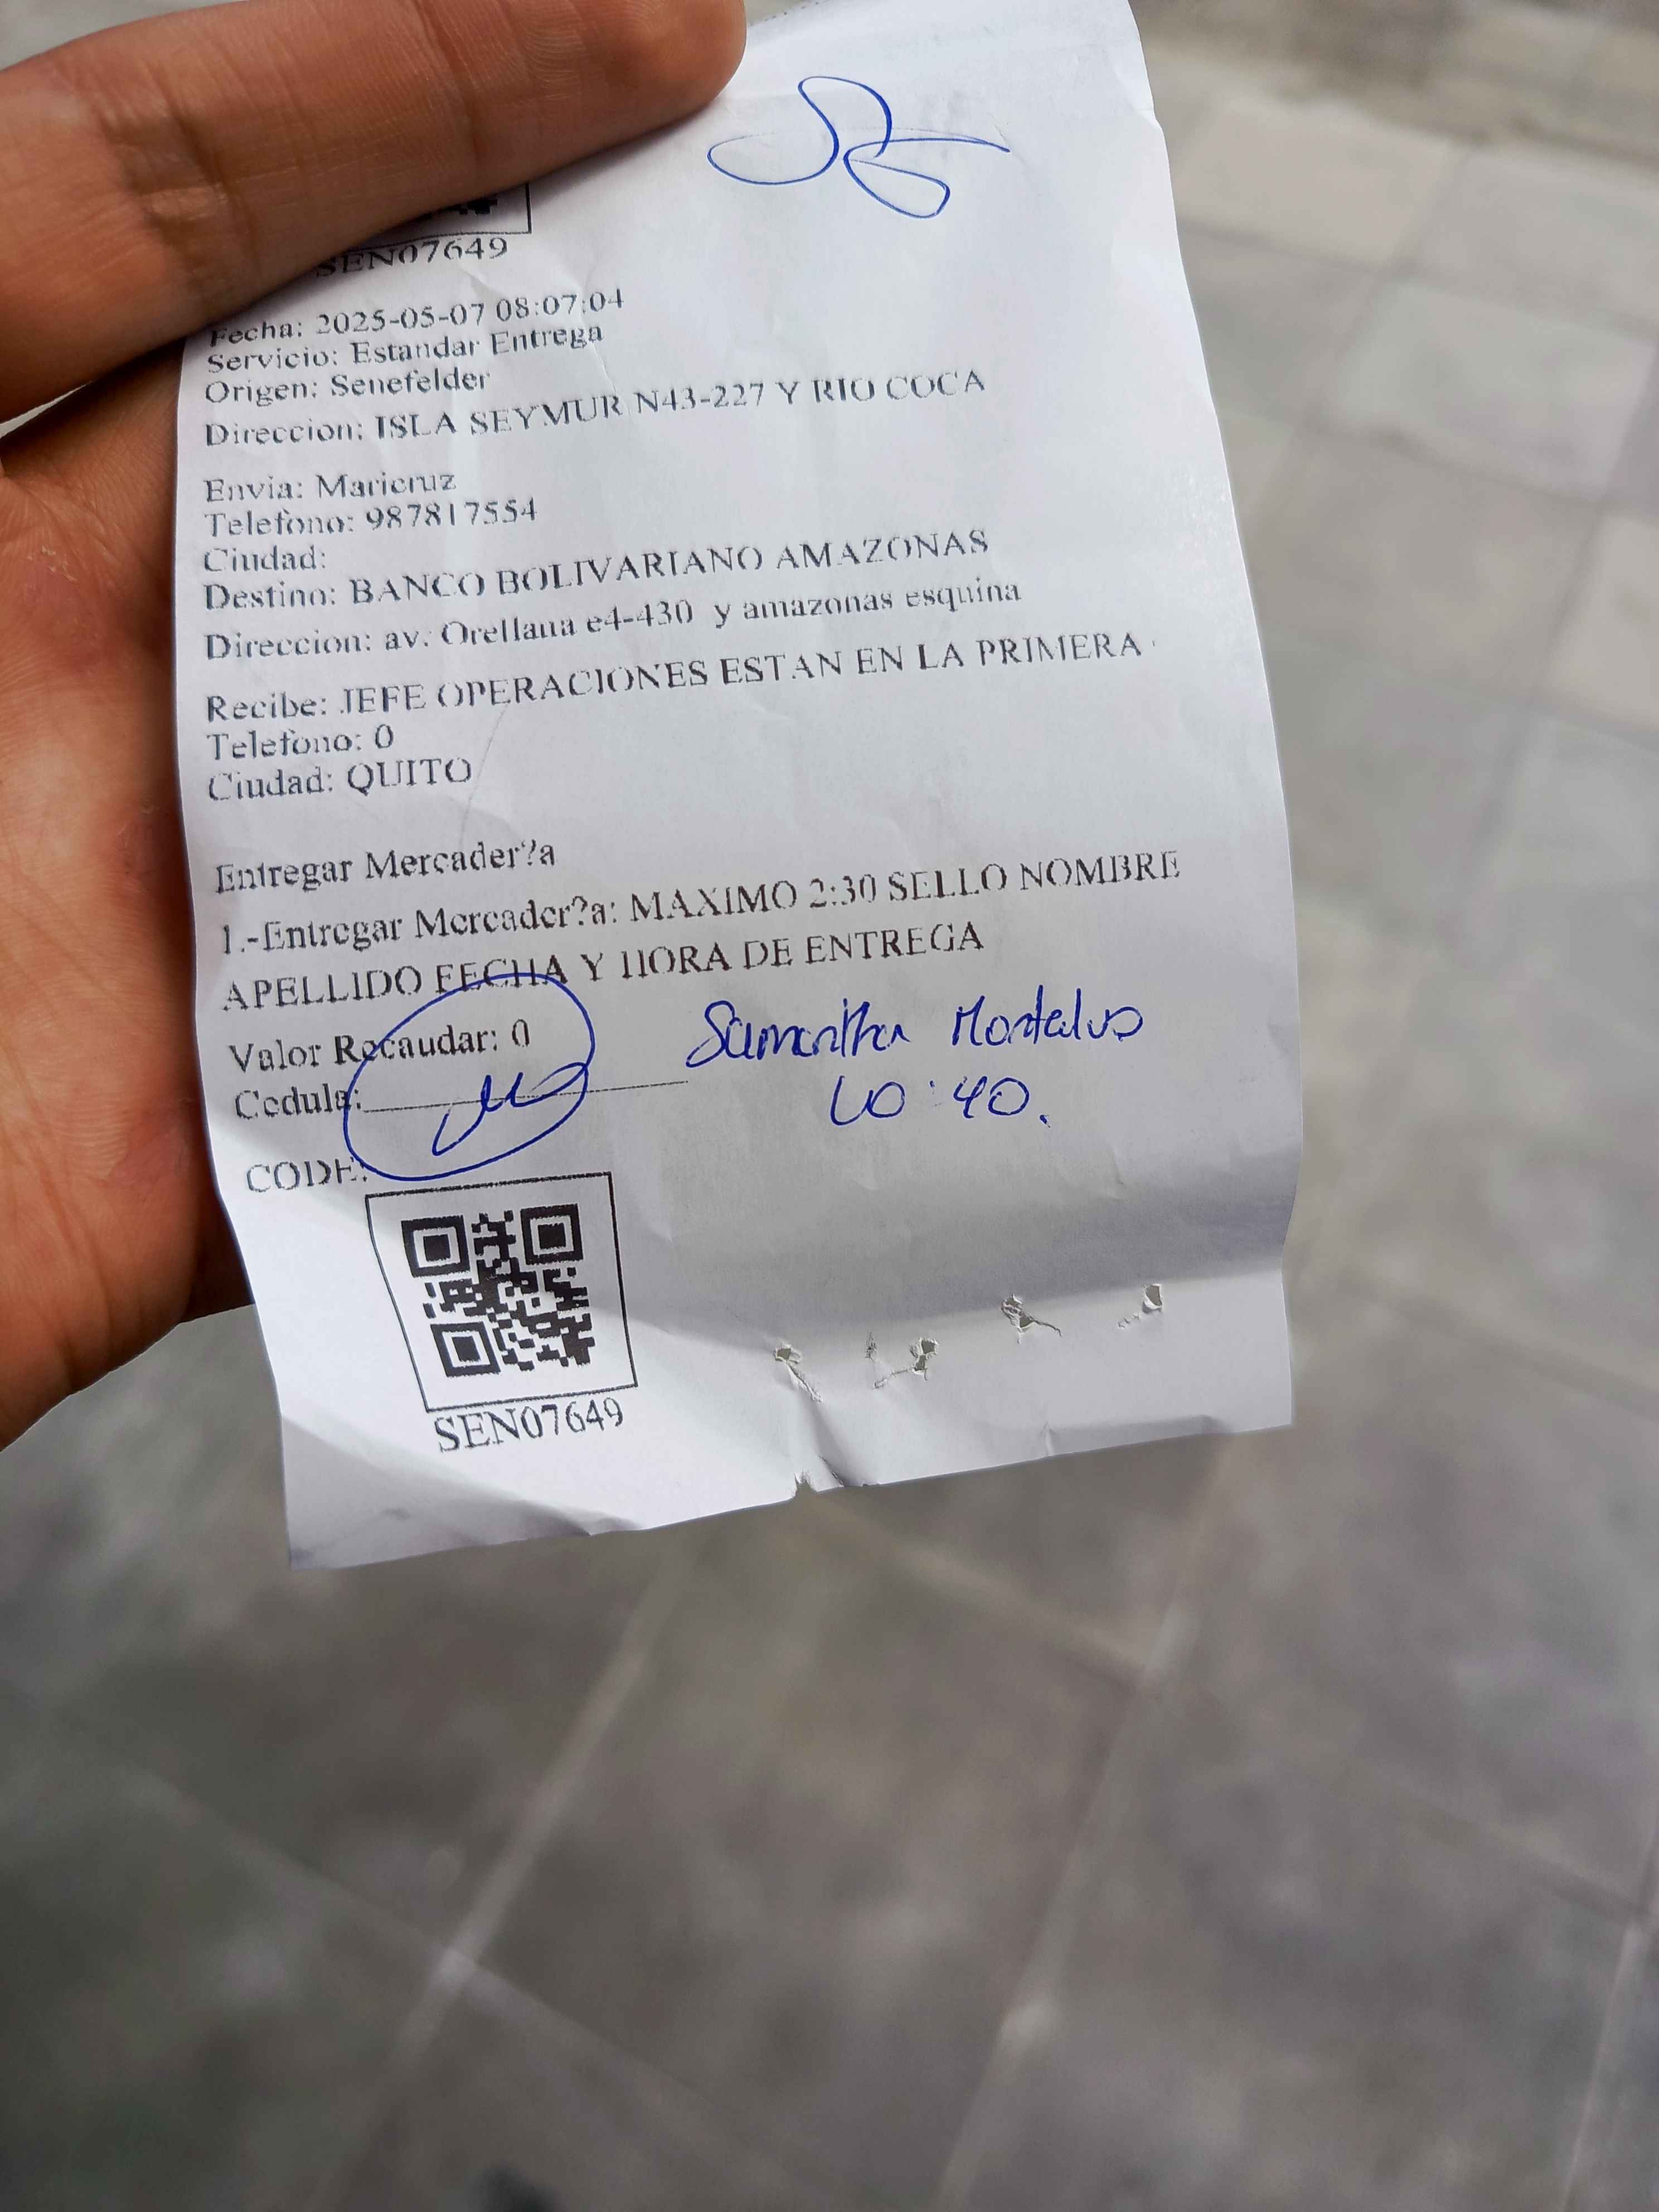 SEN07649
Fecha: 2025-05-07 08:07:04
Servicio: Estandar Entrega
Origen: Senefelder
Direccion: ISLA SEYMUR N43-227 Y RIO COCA
Envia: Maricruz
Telefono: 987817554
Ciudad:
Destino: BANCO BOLIVARIANO AMAZONAS
Direccion: av. Orellana e4-430 y amazonas esquina
Recibe: JEFE OPERACIONES ESTAN EN LA PRIMERA
Telefono: 0
Ciudad: QUITO
Entregar Mercader?a
1.-Entregar Mercader?a: MAXIMO 2:30 SELLO NOMBRE
APELLIDO FECHA Y HORA DE ENTREGA
Valor Recaudar: 0
Cedula:
Samantha
10:40.
CODE:
SEN07649